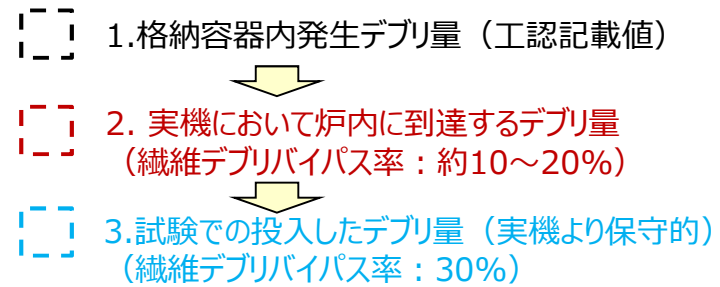 1.格納容器内発生デブリ量（工認記載値）
2. 実機において炉内に到達するデブリ量
（繊維デブリバイパス率：約10～20%）
3.試験での投入したデブリ量（実機より保守的）
（繊維デブリバイパス率：30%）